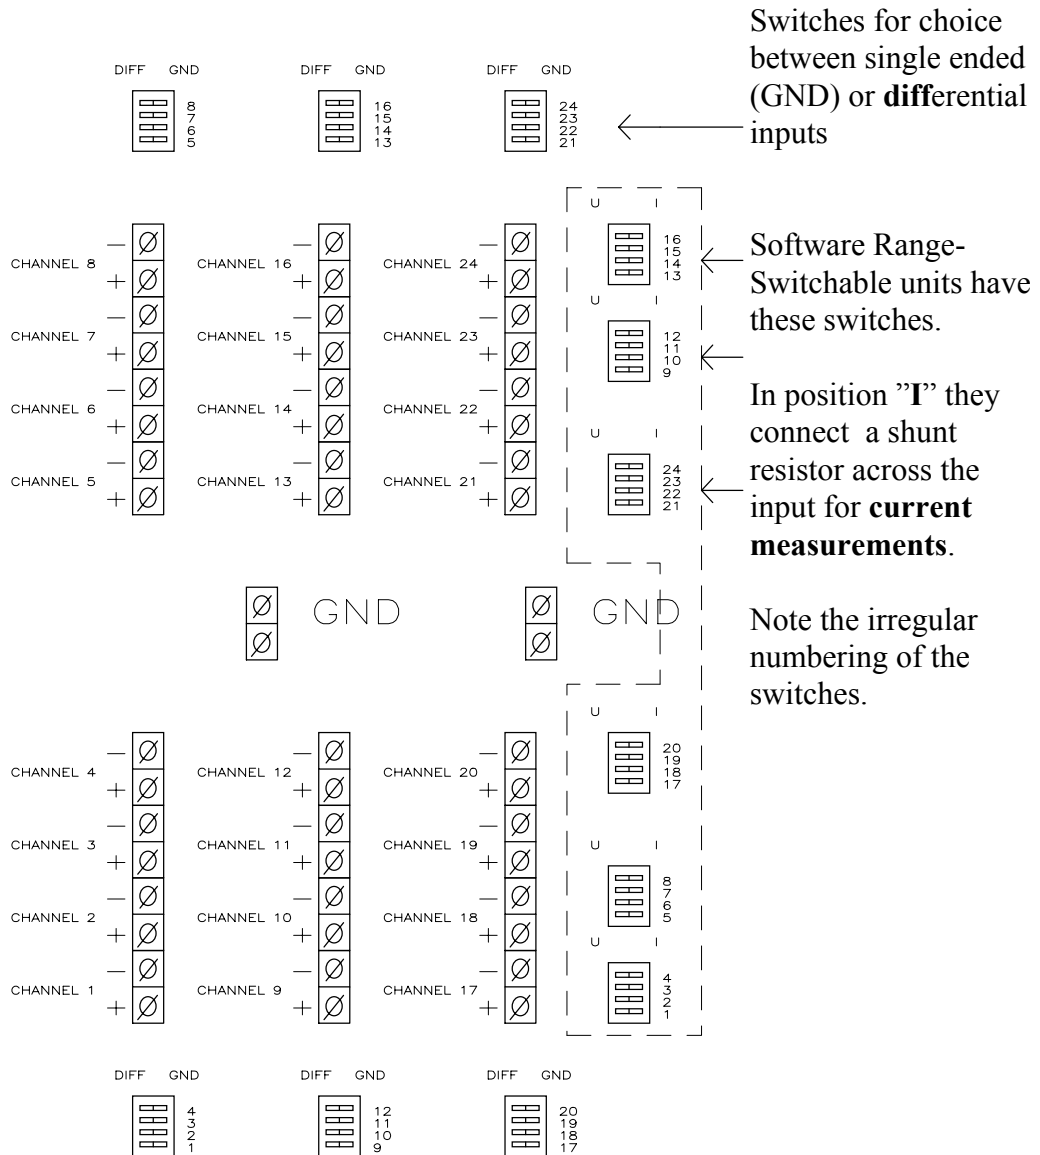 Switches for choice
between single ended
(GND) or differential
inputs
DIFF GND
8
7
6
5
DIFF GND
16
15
14
13
DIFF GND
24
23
22
21
− CHANNEL 8 +
− CHANNEL 7 +
− CHANNEL 6 +
− CHANNEL 5 +
− CHANNEL 16 +
− CHANNEL 15 +
− CHANNEL 14 +
− CHANNEL 13 +
− CHANNEL 24 +
− CHANNEL 23 +
− CHANNEL 22 +
− CHANNEL 21 +
U I
16
15
14
13
U I
12
11
10
9
U I
24
23
22
21
Software Range-
Switchable units have
these switches.
In position ”I” they
connect a shunt
resistor across the
input for current
measurements.
Note the irregular
numbering of the
switches.
GND
GND
− CHANNEL 4 +
− CHANNEL 3 +
− CHANNEL 2 +
− CHANNEL 1 +
− CHANNEL 12 +
− CHANNEL 11 +
− CHANNEL 10 +
− CHANNEL 9 +
− CHANNEL 20 +
− CHANNEL 19 +
− CHANNEL 18 +
− CHANNEL 17 +
U I
20
19
18
17
U I
8
7
6
5
U I
4
3
2
1
DIFF GND
4
3
2
1
DIFF GND
12
11
10
9
DIFF GND
20
19
18
17